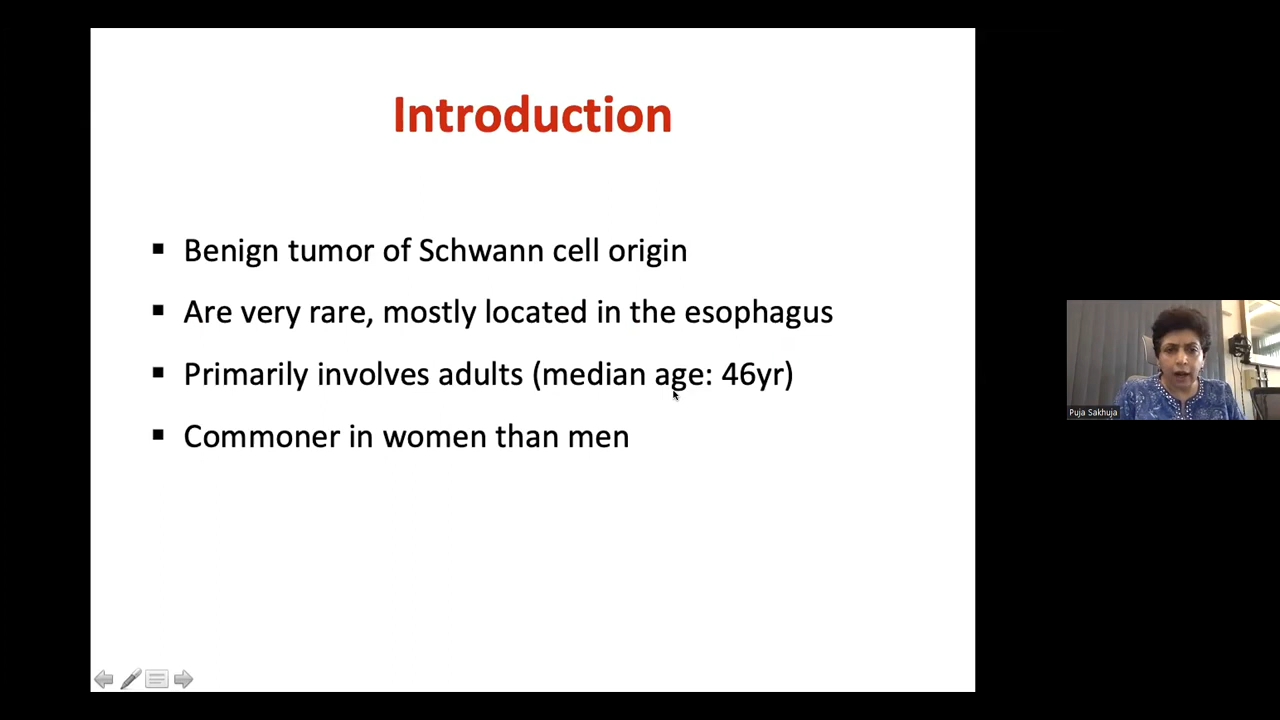 Introduction
▪ Benign tumor of Schwann cell origin
▪ Are very rare, mostly located in the esophagus
▪ Primarily involves adults (median age: 46yr)
▪ Commoner in women than men
Puja Sakhuja